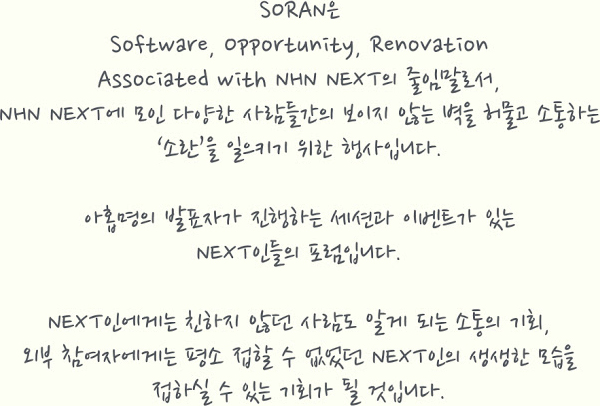 SORAN은
Software, Opportunity, Renovation
Associated with NHN NEXT의 줄임말로서,
NHN NEXT에 모인 다양한 사람들간의 보이지 않는 벽을 허물고 소통하는
‘소란’을 일으키기 위한 행사입니다.
아홉명의 발표자가 진행하는 세션과 이벤트가 있는
NEXT인들의 포럼입니다.
NEXT인에게는 친하지 않던 사람도 알게 되는 소통의 기회,
외부 참여자에게는 평소 접할 수 없었던 NEXT인의 생생한 모습을
접하실 수 있는 기회가 될 것입니다.